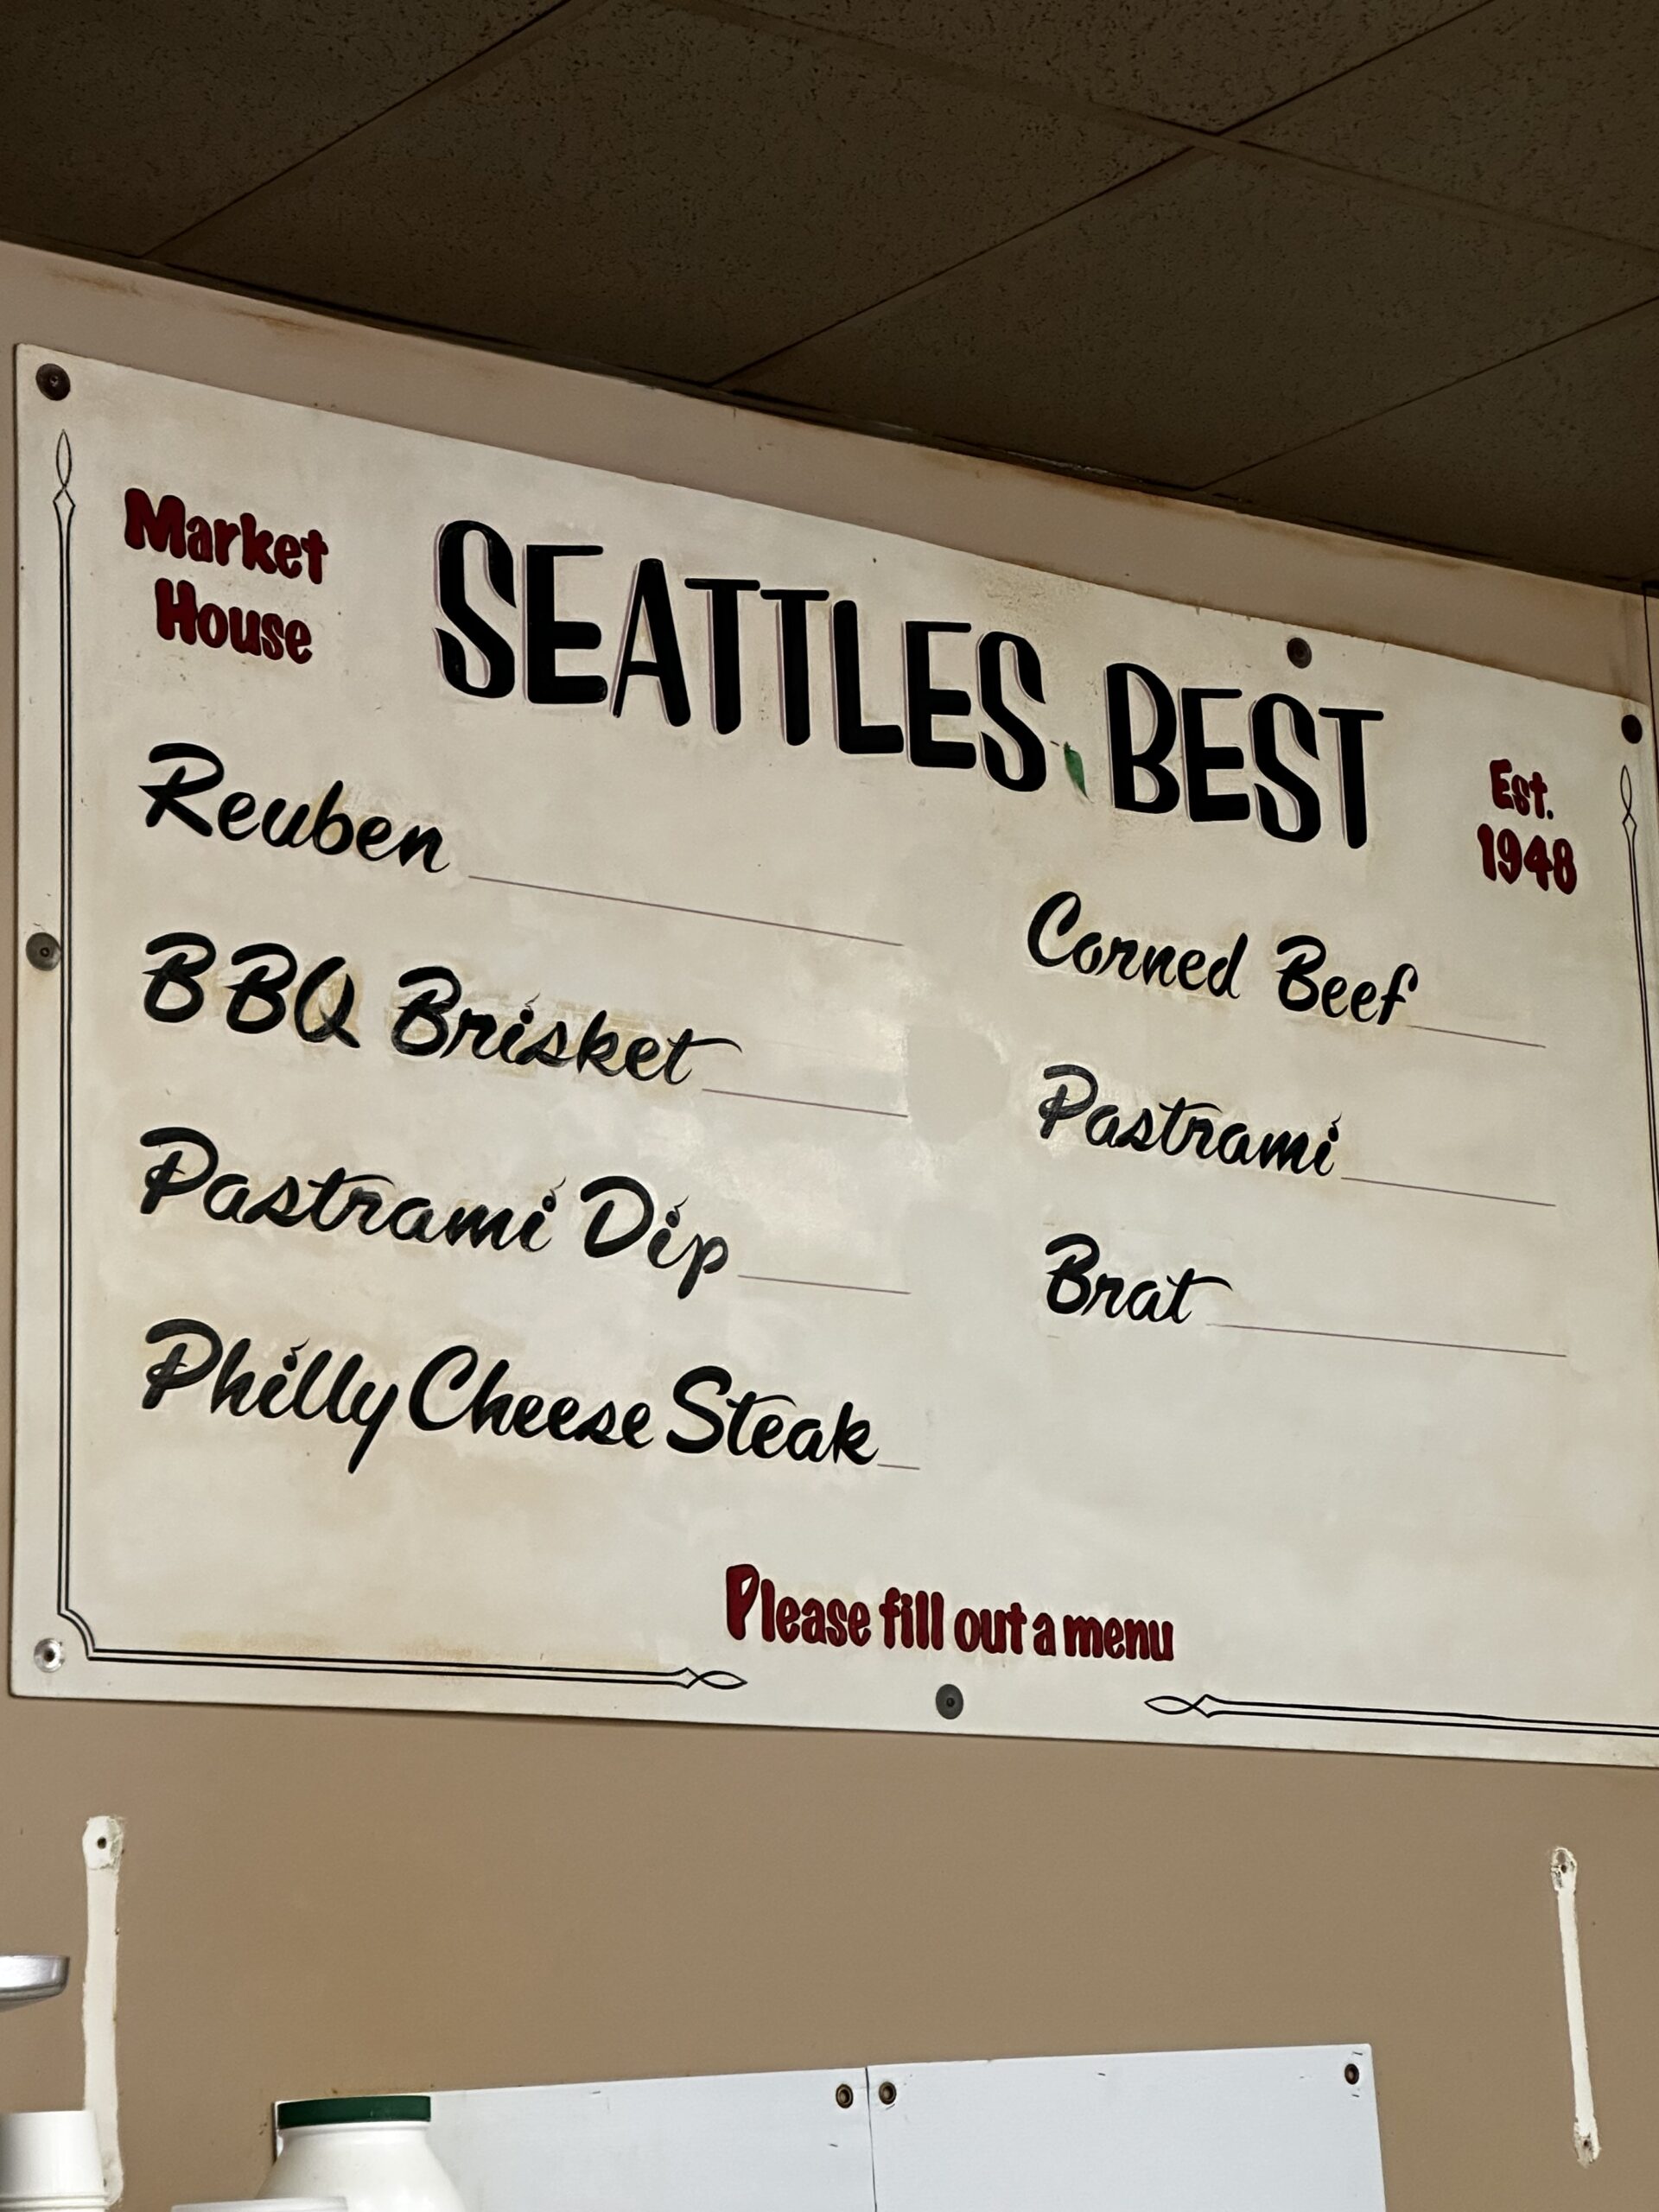 Market
House
SEATTLES BEST
Est.
1948
Reuben
BBQ Brisket
Pastrami Dip
Philly Cheese Steak
Corned Beef
Pastrami
Brat
Please fill out a menu